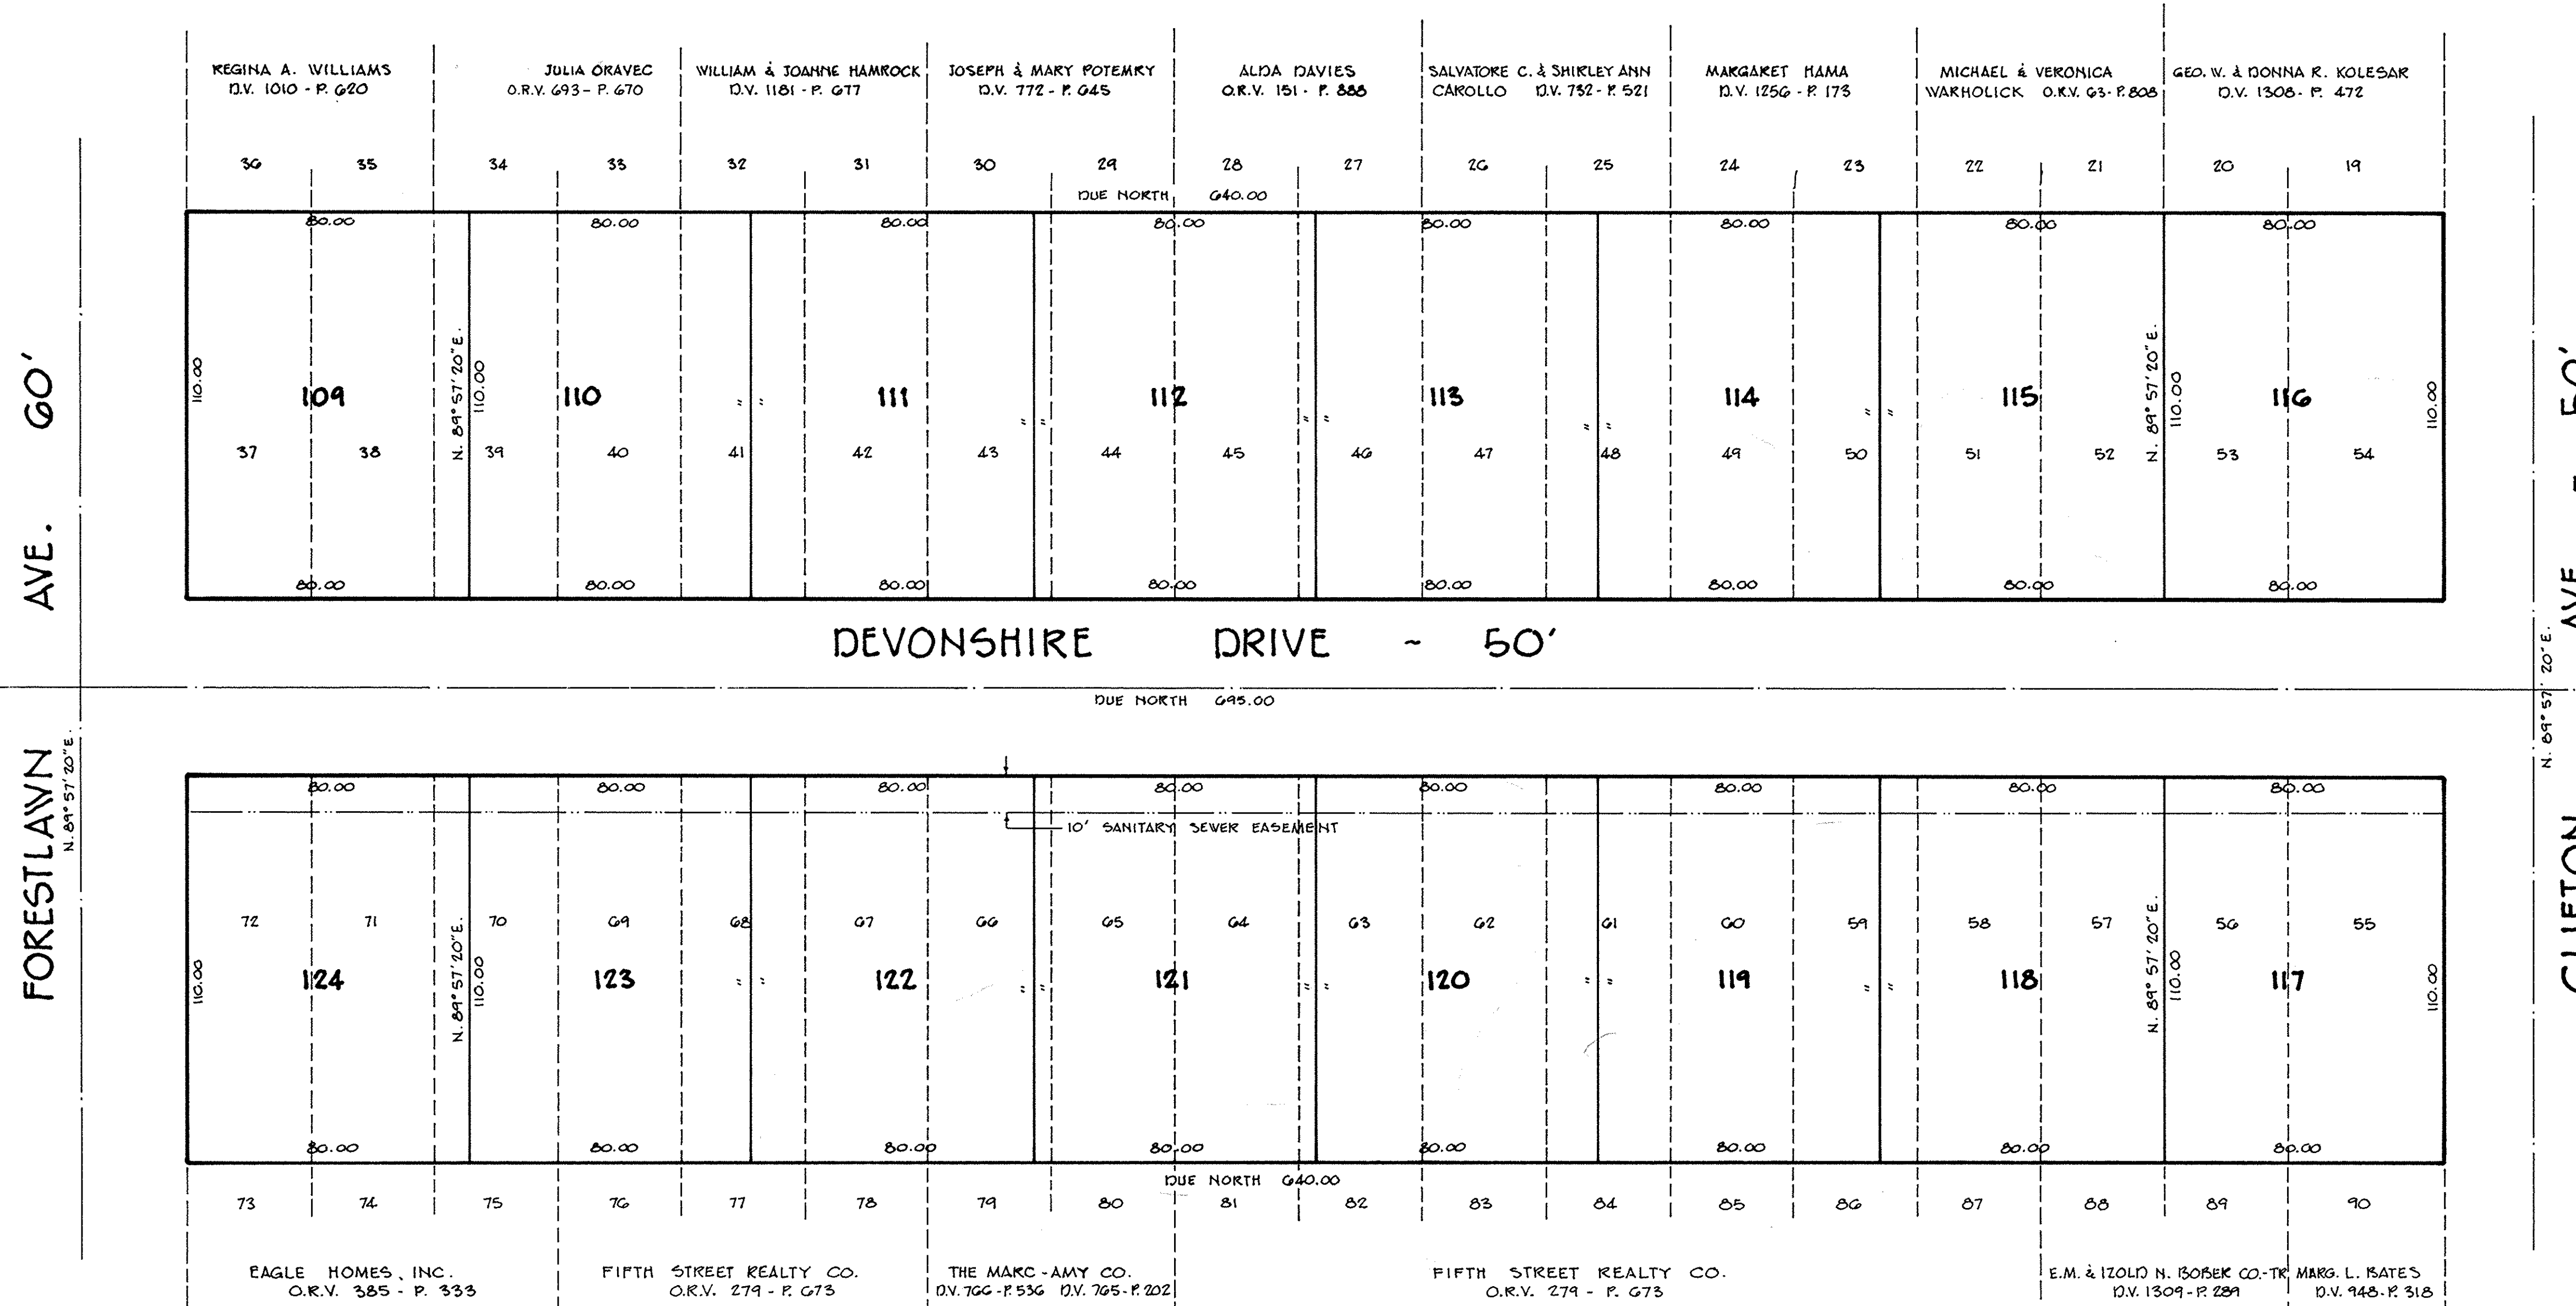 REGINA A. WILLIAMS
D.V. 1010 - P. 620
JULIA ORAVEC
O.R.V. 693 - P. 670
WILLIAM & JOANNE HAMROCK
D.V. 1181 - P. 677
JOSEPH & MARY POTEMRY
D.V. 772 - P. 645
ALDA DAVIES
O.R.V. 151 - P. 888
SALVATORE C. & SHIRLEY ANN
CAROLLO D.V. 732 - P. 521
MARGARET HAMA
D.V. 1256 - P. 173
MICHAEL & VERONICA
WARHOLICK O.R.V. 63 - P. 808
GEO. W. & DONNA R. KOLESAR
D.V. 1308 - P. 472
36 35 34 33 32 31 30 29 28 27 26 25 24 23 22 21 20 19
DUE NORTH 640.00
80.00 80.00 80.00 80.00 80.00 80.00 80.00 80.00
110.00
N. 89° 57' 20" E.
110.00
N. 89° 57' 20" E.
110.00
110.00
109 110 " " 111 " " 112 " " 113 " " 114 " " 115 116
37 38 39 40 41 42 43 44 45 46 47 48 49 50 51 52 53 54
80.00 80.00 80.00 80.00 80.00 80.00 80.00 80.00
DEVONSHIRE DRIVE ~ 50'
DUE NORTH 695.00
FORESTLAWN AVE. 60'
N. 89° 57' 20" E.
CLIFTON AVE. - 50'
N. 89° 57' 20" E.
80.00 80.00 80.00 80.00 80.00 80.00 80.00 80.00
10' SANITARY SEWER EASEMENT
72 71 70 69 68 67 66 65 64 63 62 61 60 59 58 57 56 55
110.00
N. 89° 57' 20" E.
110.00
N. 89° 57' 20" E.
110.00
110.00
124 123 " " 122 " " 121 " " 120 " " 119 " " 118 117
80.00 80.00 80.00 80.00 80.00 80.00 80.00 80.00
DUE NORTH 640.00
73 74 75 76 77 78 79 80 81 82 83 84 85 86 87 88 89 90
EAGLE HOMES, INC.
O.R.V. 385 - P. 333
FIFTH STREET REALTY CO.
O.R.V. 279 - P. 673
THE MARC-AMY CO.
D.V. 766 - P. 536 D.V. 765 - P. 202
FIFTH STREET REALTY CO.
O.R.V. 279 - P. 673
E.M. & IZOLD N. BOBEK CO.-TR
D.V. 1309 - P. 289
MARG. L. BATES
D.V. 948 - P. 318